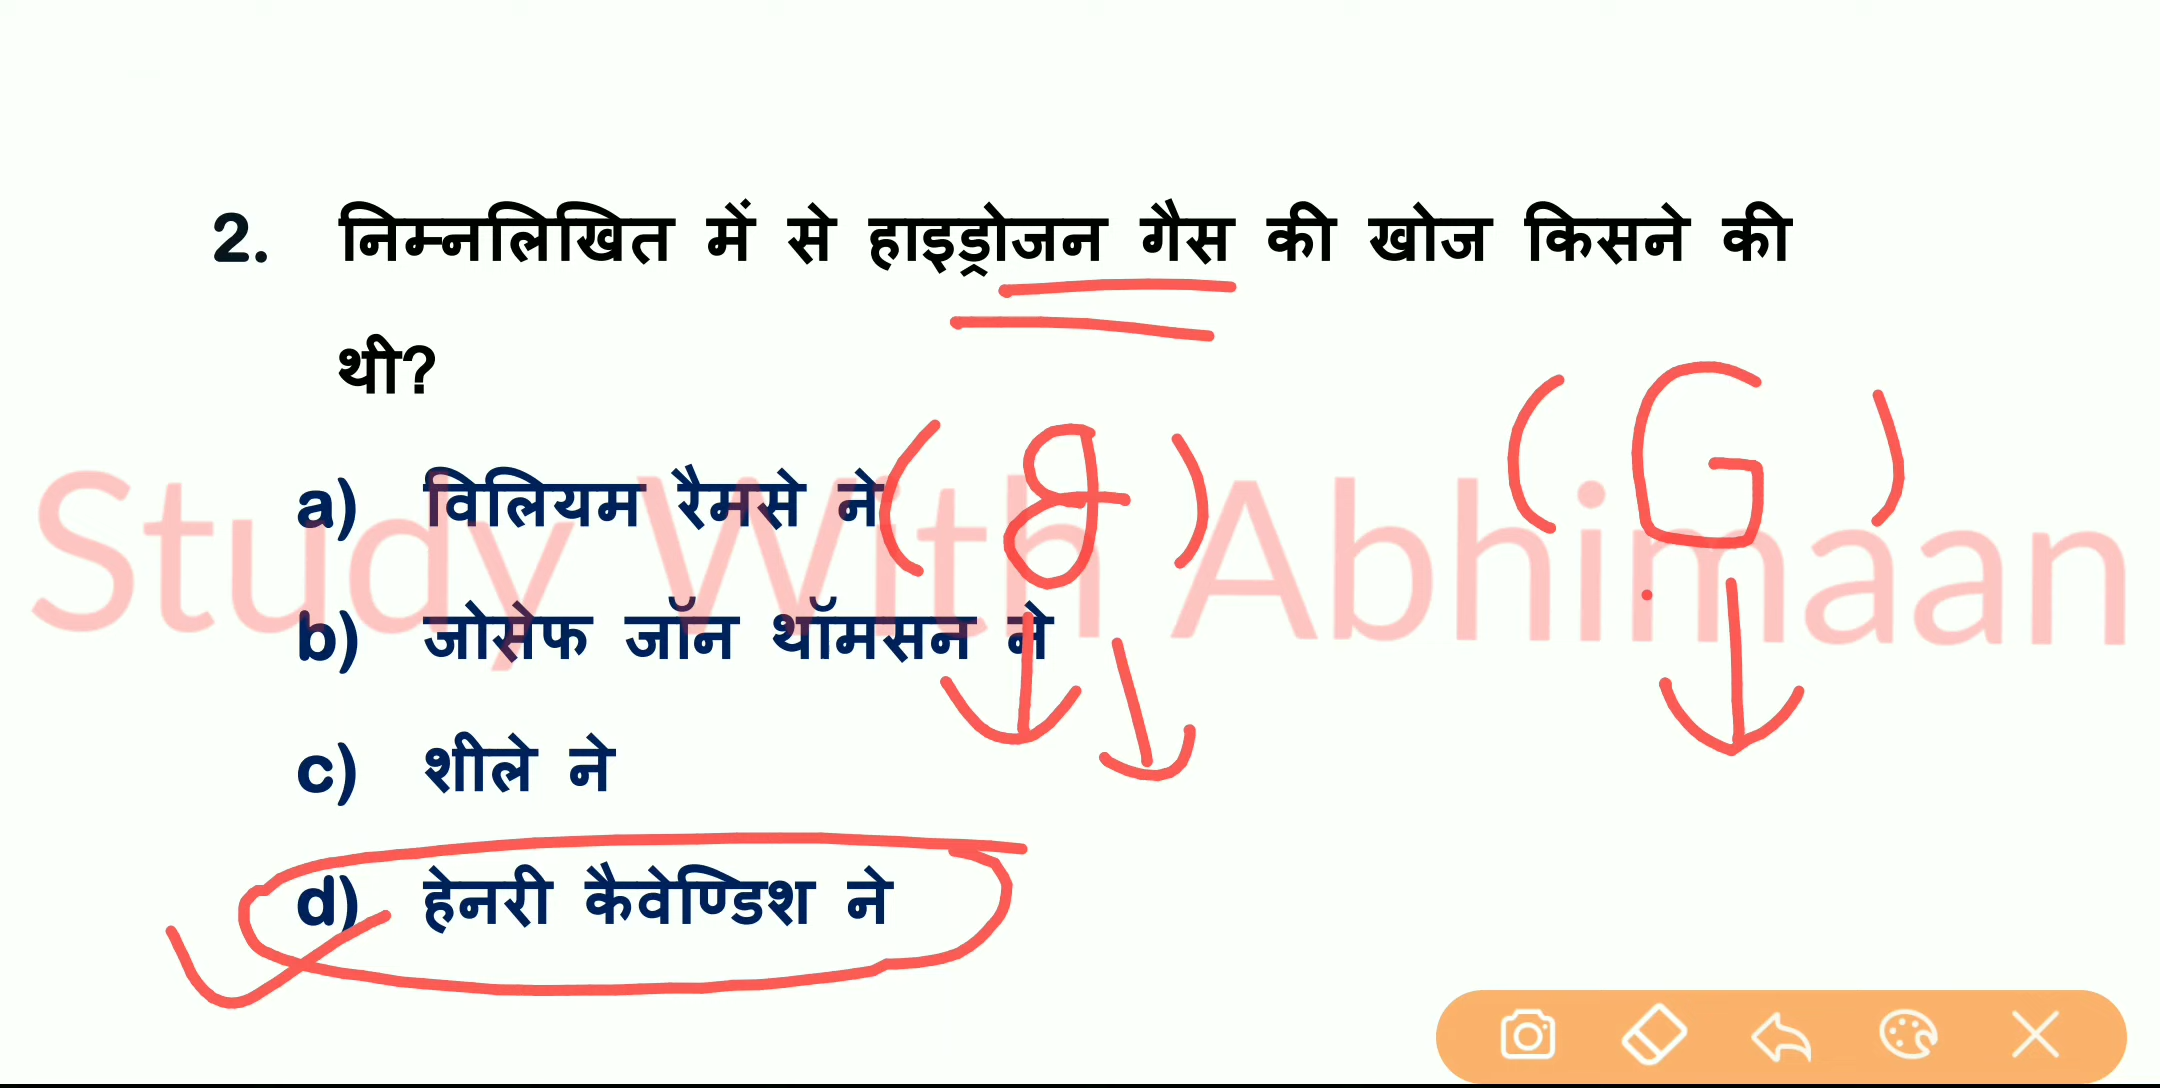 2. निम्नलिखित में से हाइड्रोजन गैस की खोज किसने की
थी?
a) विलियम रैमसे ने
b) जोसेफ जॉन थॉमसन ने
c) शीले ने
d) हेनरी कैवेण्डिश ने
( G )
Study With Abhimaan